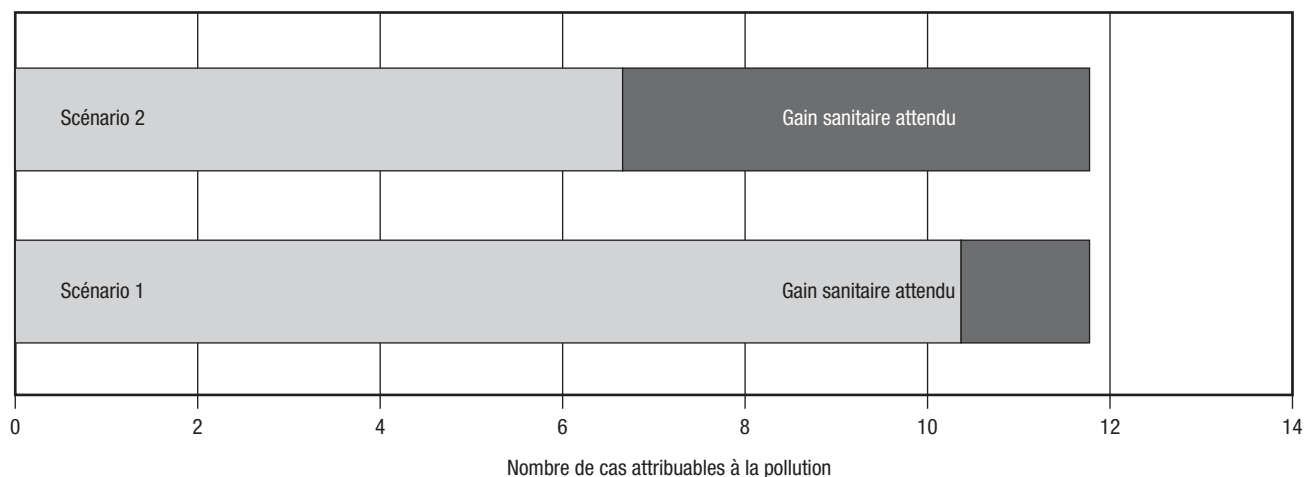 Scénario 2
Gain sanitaire attendu
Scénario 1
Gain sanitaire attendu
0 2 4 6 8 10 12 14
Nombre de cas attribuables à la pollution